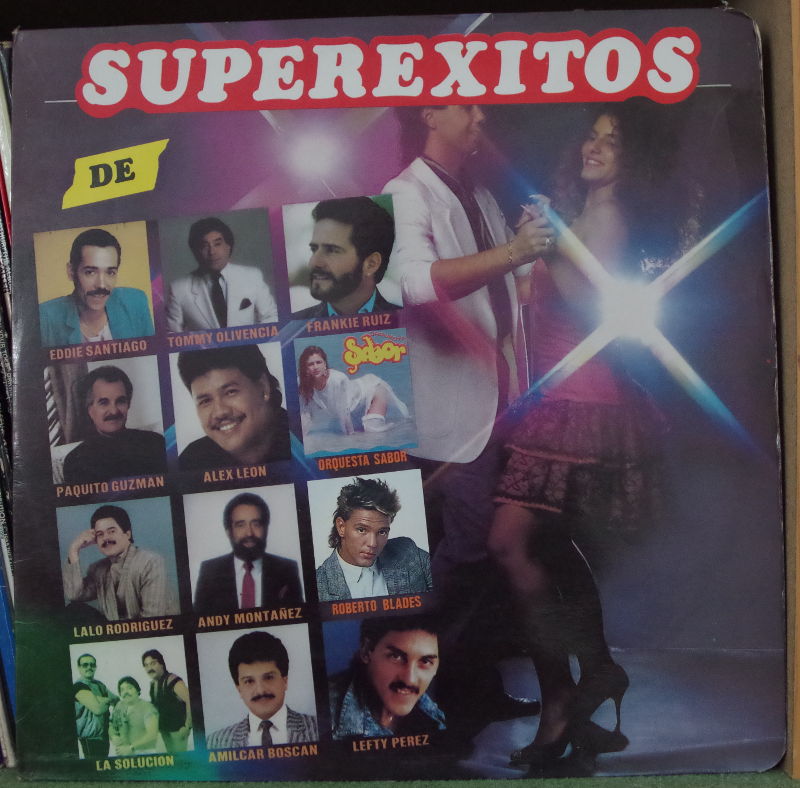 SUPEREXITOS
DE
EDDIE SANTIAGO
TOMMY OLIVENCIA
FRANKIE RUIZ
PAQUITO GUZMAN
ALEX LEON
Sabor
ORQUESTA SABOR
LALO RODRIGUEZ
ANDY MONTAÑEZ
ROBERTO BLADES
LA SOLUCION
AMILCAR BOSCAN
LEFTY PEREZ